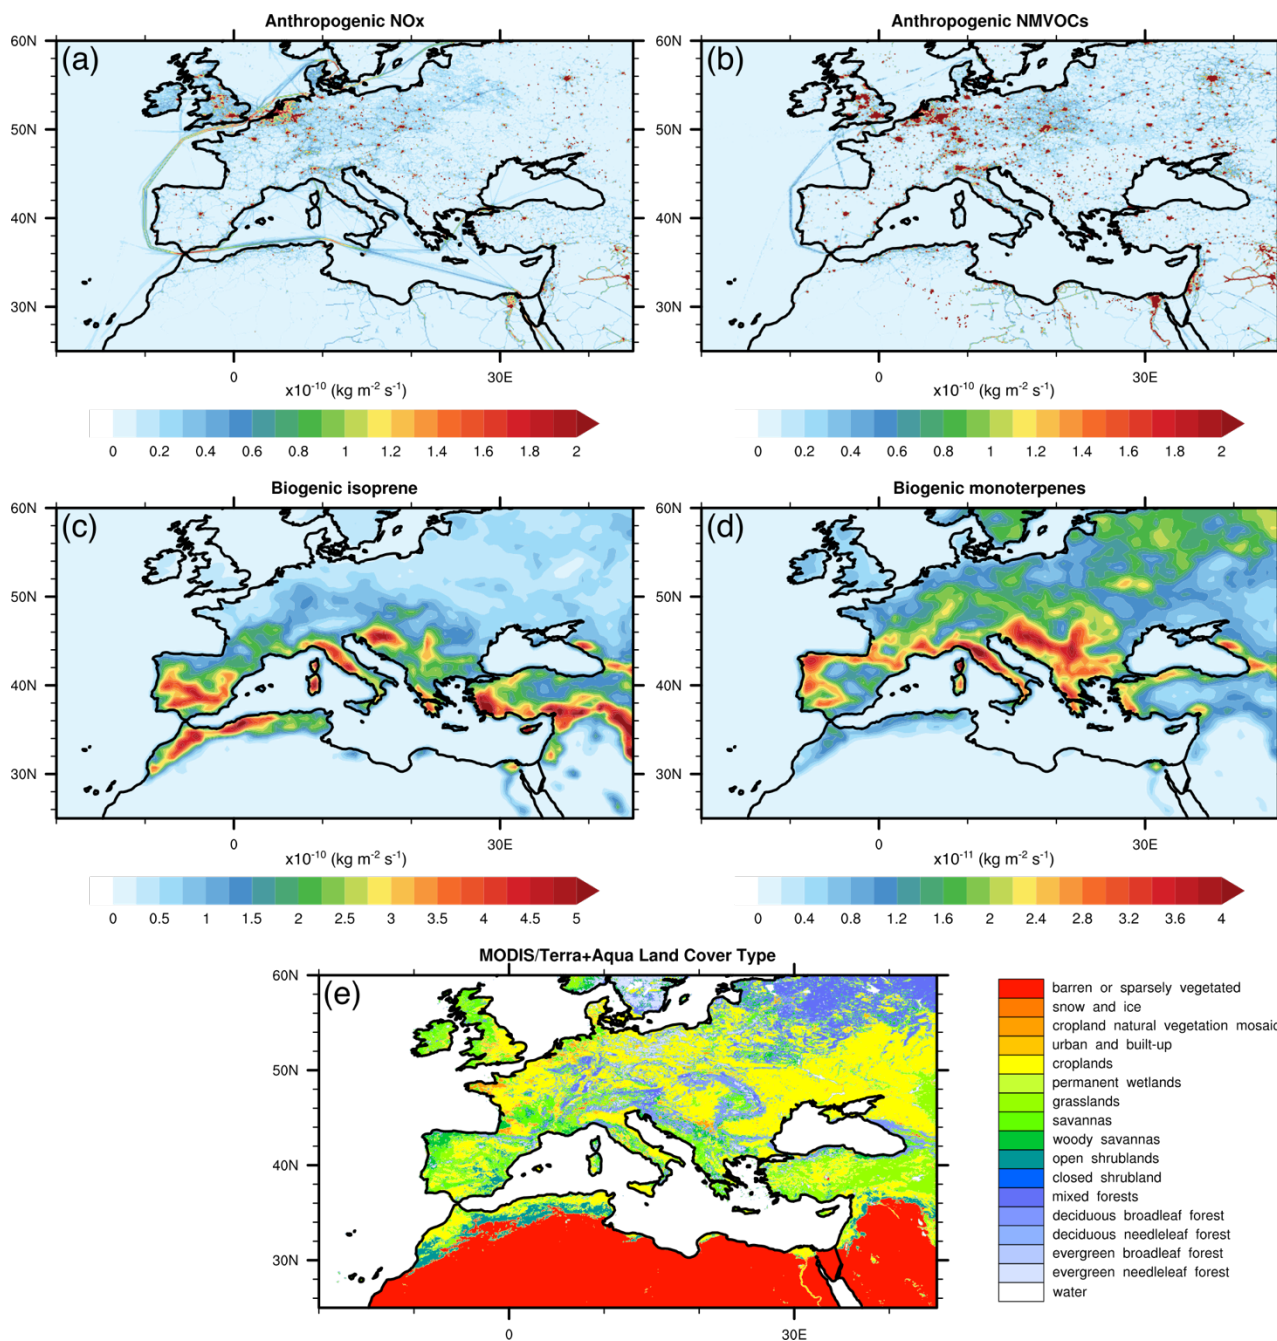 Anthropogenic NOx
Anthropogenic NMVOCs
(a)
60N
50N
40N
30N
0
30E
x10⁻¹⁰ (kg m⁻² s⁻¹)
0 0.2 0.4 0.6 0.8 1 1.2 1.4 1.6 1.8 2
(b)
60N
50N
40N
30N
0
30E
x10⁻¹⁰ (kg m⁻² s⁻¹)
0 0.2 0.4 0.6 0.8 1 1.2 1.4 1.6 1.8 2
Biogenic isoprene
Biogenic monoterpenes
(c)
60N
50N
40N
30N
0
30E
x10⁻¹⁰ (kg m⁻² s⁻¹)
0 0.5 1 1.5 2 2.5 3 3.5 4 4.5 5
(d)
60N
50N
40N
30N
0
30E
x10⁻¹¹ (kg m⁻² s⁻¹)
0 0.4 0.8 1.2 1.6 2 2.4 2.8 3.2 3.6 4
MODIS/Terra+Aqua Land Cover Type
(e)
60N
50N
40N
30N
0
30E
barren or sparsely vegetated
snow and ice
cropland natural vegetation mosaic
urban and built-up
croplands
permanent wetlands
grasslands
savannas
woody savannas
open shrublands
closed shrubland
mixed forests
deciduous broadleaf forest
deciduous needleleaf forest
evergreen broadleaf forest
evergreen needleleaf forest
water